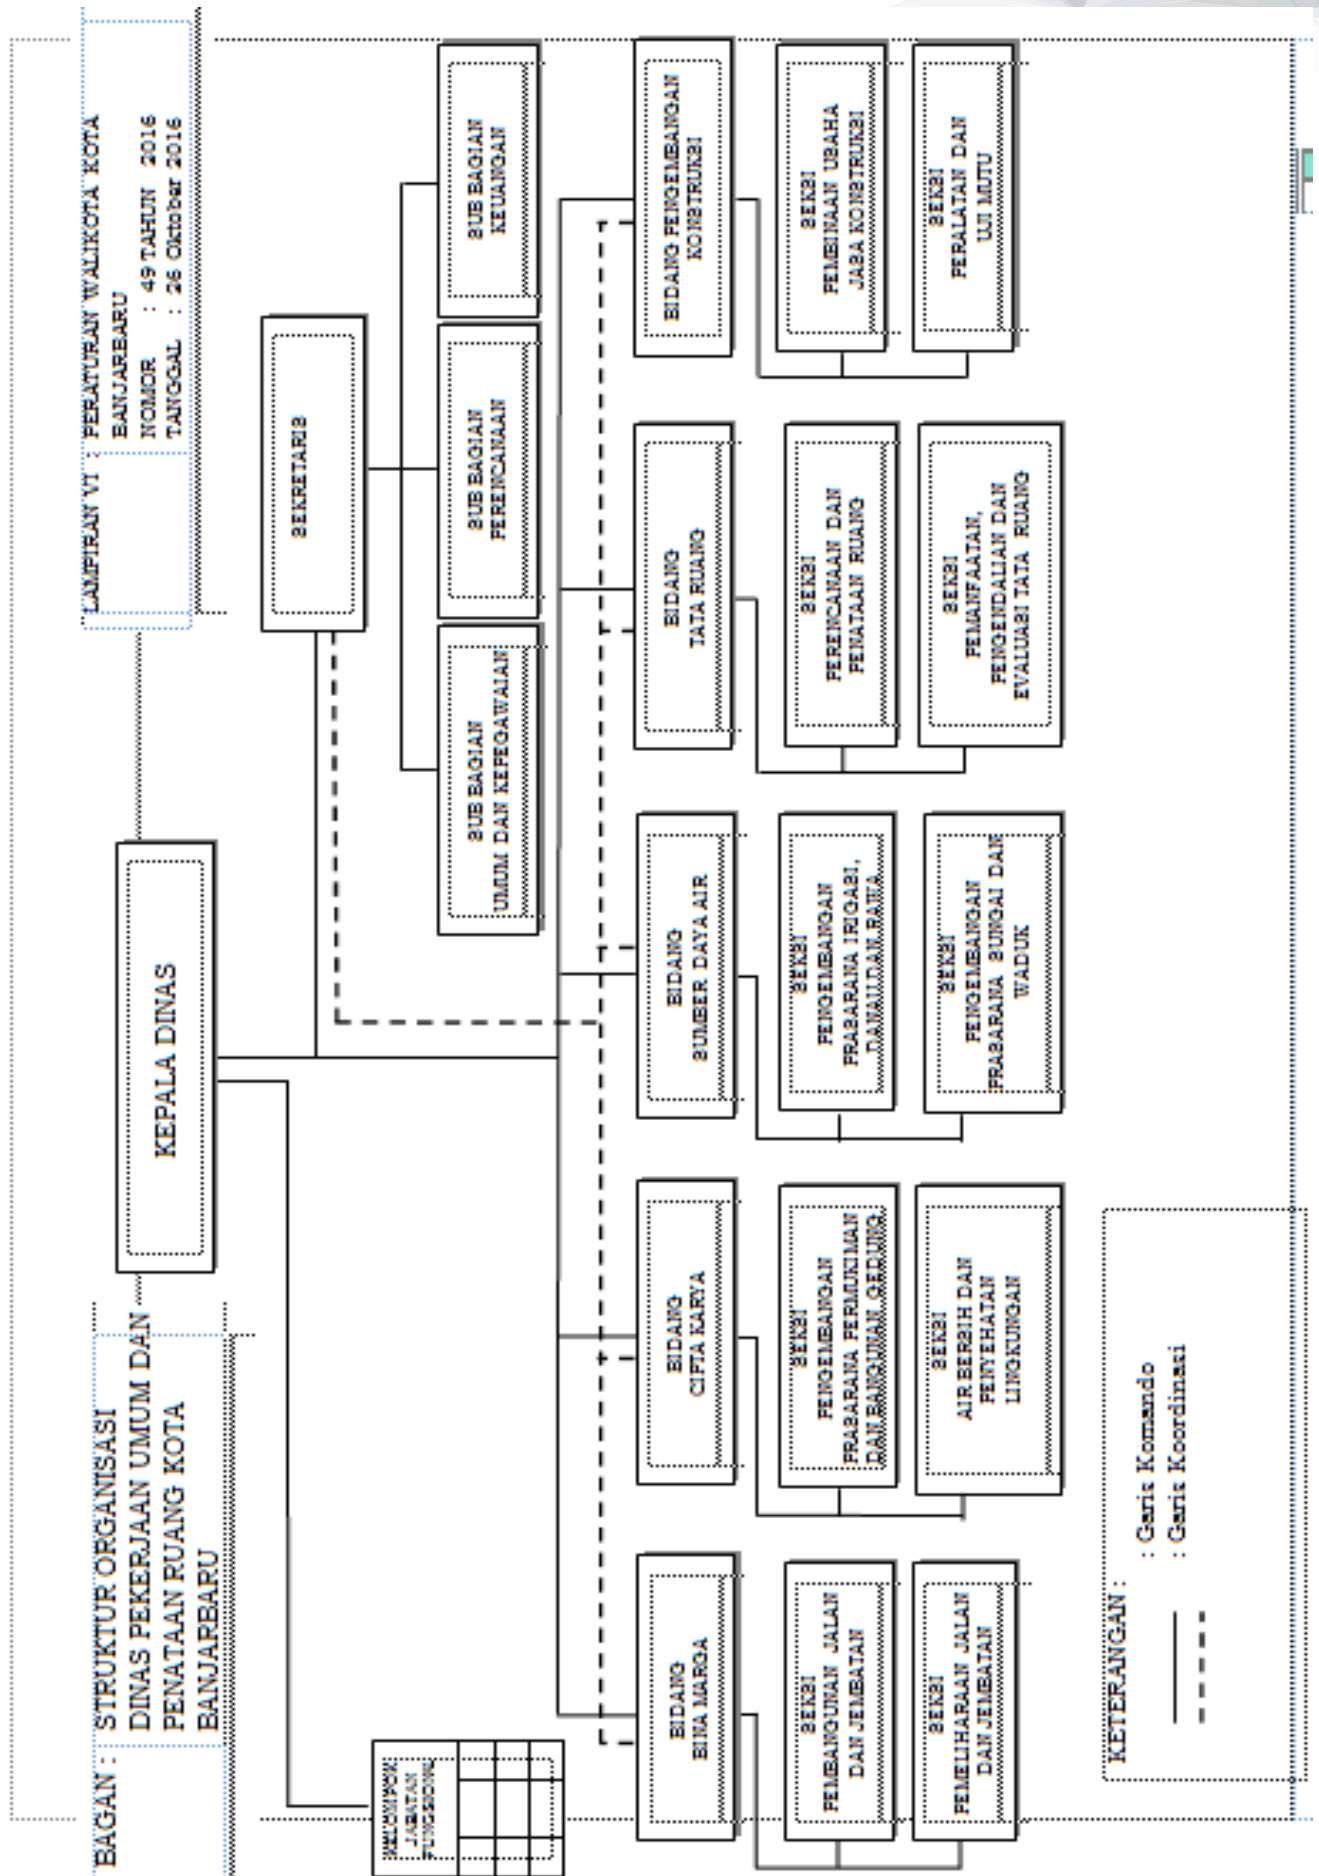 BAGAN : STRUKTUR ORGANISASI
DINAS PEKERJAAN UMUM DAN
PENATAAN RUANG KOTA
BANJARBARU
LAMPIRAN VI : PERATURAN WALIKOTA KOTA
BANJARBARU
NOMOR : 49 TAHUN 2016
TANGGAL : 26 Oktober 2016
KEPALA DINAS
SEKRETARIS
KELOMPOK
JABATAN
FUNGSIONAL
SUB BAGIAN
UMUM DAN KEPEGAWAIAN
SUB BAGIAN
PERENCANAAN
SUB BAGIAN
KEUANGAN
BIDANG
BINA MARGA
BIDANG
CIPTA KARYA
BIDANG
SUMBER DAYA AIR
BIDANG
TATA RUANG
BIDANG PENGEMBANGAN
KONSTRUKSI
SEKSI
PEMBANGUNAN JALAN
DAN JEMBATAN
SEKSI
PENGEMBANGAN
PRASARANA PERMUKIMAN
DAN BANGUNAN GEDUNG
SEKSI
PENGEMBANGAN
PRASARANA IRIGASI,
DANAU DAN RAWA
SEKSI
PERENCANAAN DAN
PENATAAN RUANG
SEKSI
PEMBINAAN USAHA
JASA KONSTRUKSI
SEKSI
PEMELIHARAAN JALAN
DAN JEMBATAN
SEKSI
AIR BERSIH DAN
PENYEHATAN
LINGKUNGAN
SEKSI
PENGEMBANGAN
PRASARANA SUNGAI DAN
WADUK
SEKSI
PEMANFAATAN,
PENGENDALIAN DAN
EVALUASI TATA RUANG
SEKSI
PERALATAN DAN
UJI MUTU
KETERANGAN :
: Garis Komando
: Garis Koordinasi